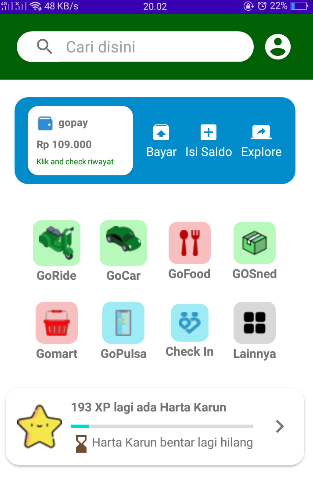 48 KB/s 20.02 22%
Cari disini
gopay
Rp 109.000
Klik and check riwayat
Bayar Isi Saldo Explore
GoRide GoCar GoFood GOSned
Gomart GoPulsa Check In Lainnya
193 XP lagi ada Harta Karun
Harta Karun bentar lagi hilang